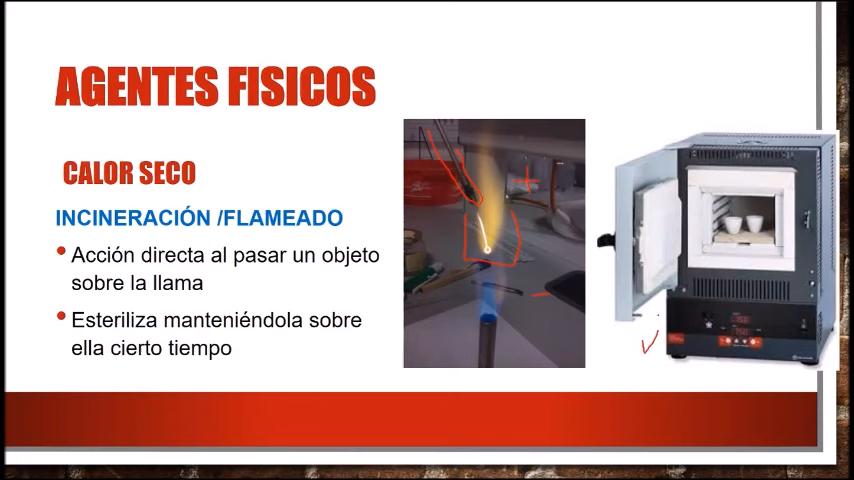 AGENTES FISICOS
CALOR SECO
INCINERACIÓN /FLAMEADO
• Acción directa al pasar un objeto
sobre la llama
• Esteriliza manteniéndola sobre
ella cierto tiempo